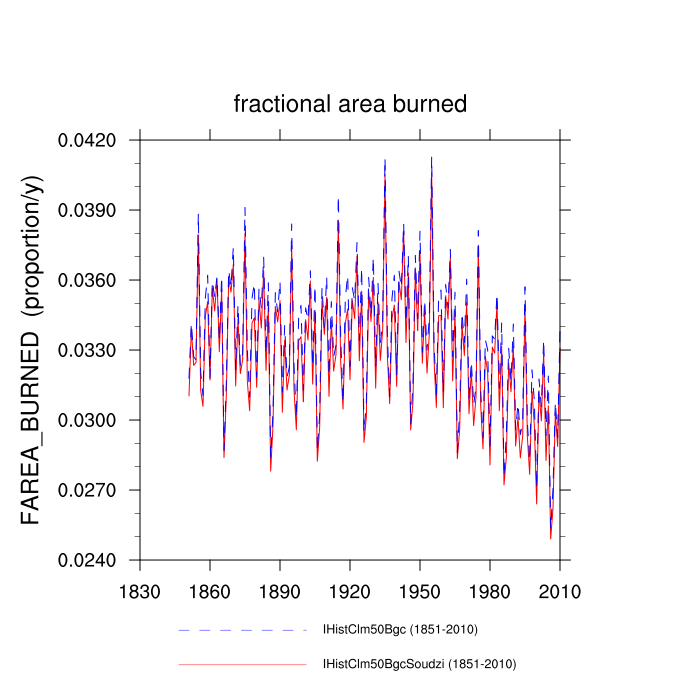 fractional area burned
FAREA_BURNED (proportion/y)
0.0420
0.0390
0.0360
0.0330
0.0300
0.0270
0.0240
1830 1860 1890 1920 1950 1980 2010
IHistClm50Bgc (1851-2010)
IHistClm50BgcSoudzi (1851-2010)